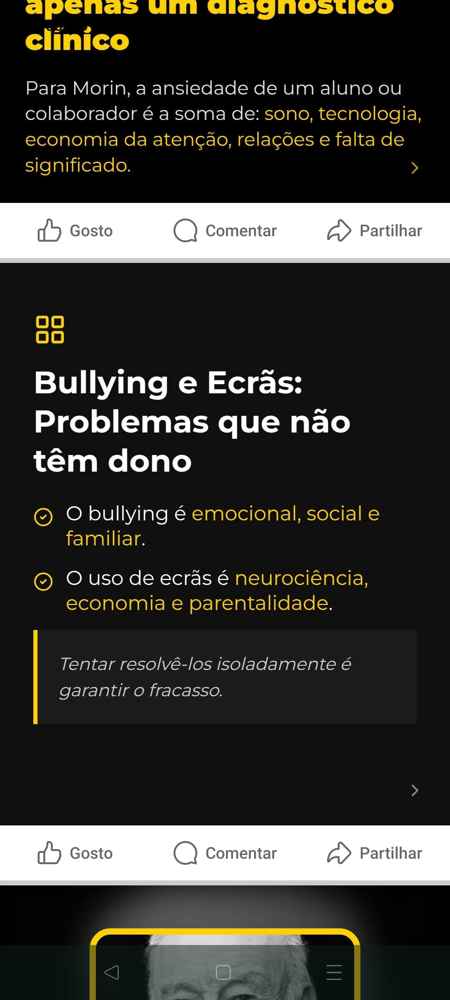 apenas um diagnóstico
clínico
Para Morin, a ansiedade de um aluno ou
colaborador é a soma de: sono, tecnologia,
economia da atenção, relações e falta de
significado.
Gosto Comentar Partilhar
Bullying e Ecrãs:
Problemas que não
têm dono
O bullying é emocional, social e
familiar.
O uso de ecrãs é neurociência,
economia e parentalidade.
Tentar resolvê-los isoladamente é
garantir o fracasso.
Gosto Comentar Partilhar